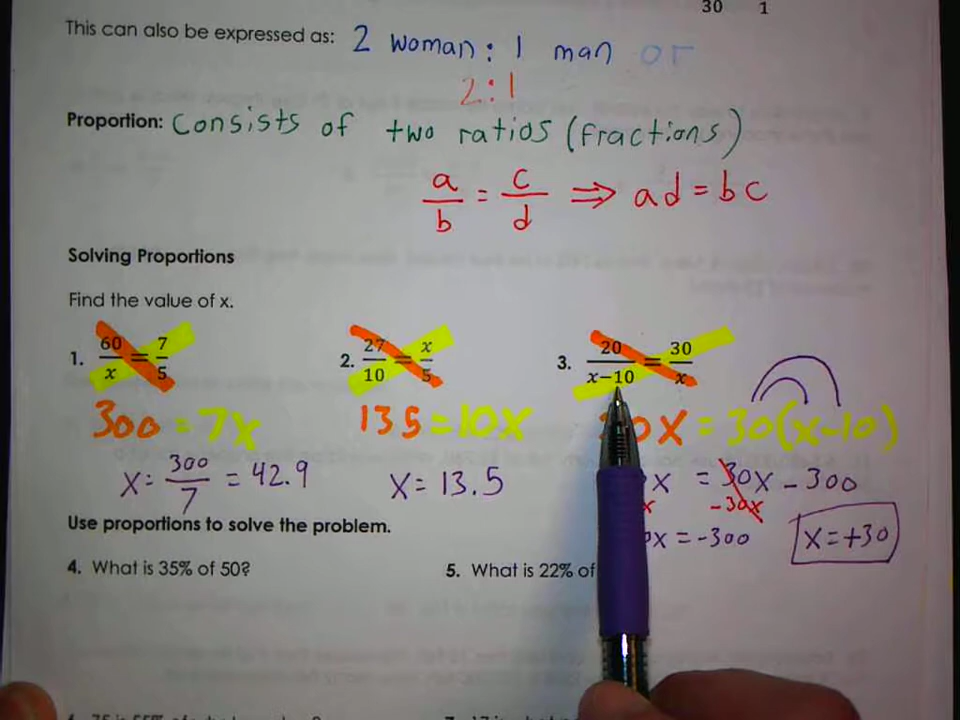 30 1
This can also be expressed as: 2 woman : 1 man or
2:1
Proportion: Consists of two ratios (fractions)
a/b = c/d ⇒ ad = bc
Solving Proportions
Find the value of x.
1. 60/x = 7/5 2. 27/10 = x/5 3. 20/x−10 = 30/x
300 = 7x 135 = 10x 0x = 30(x-10)
x = 300/7 = 42.9 x = 13.5 x = 30x - 300
x -30x
Use proportions to solve the problem.
x = -300 x = +30
4. What is 35% of 50? 5. What is 22% of